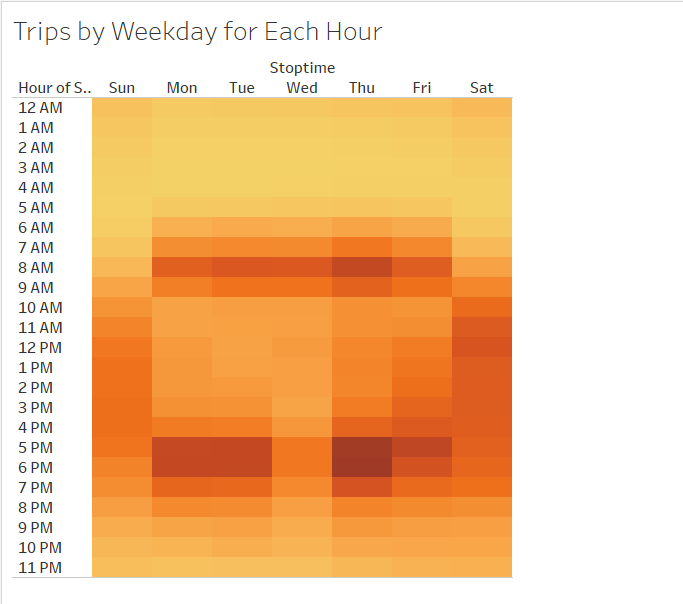 Trips by Weekday for Each Hour
Stoptime
Hour of S.. Sun Mon Tue Wed Thu Fri Sat
12 AM
1 AM
2 AM
3 AM
4 AM
5 AM
6 AM
7 AM
8 AM
9 AM
10 AM
11 AM
12 PM
1 PM
2 PM
3 PM
4 PM
5 PM
6 PM
7 PM
8 PM
9 PM
10 PM
11 PM